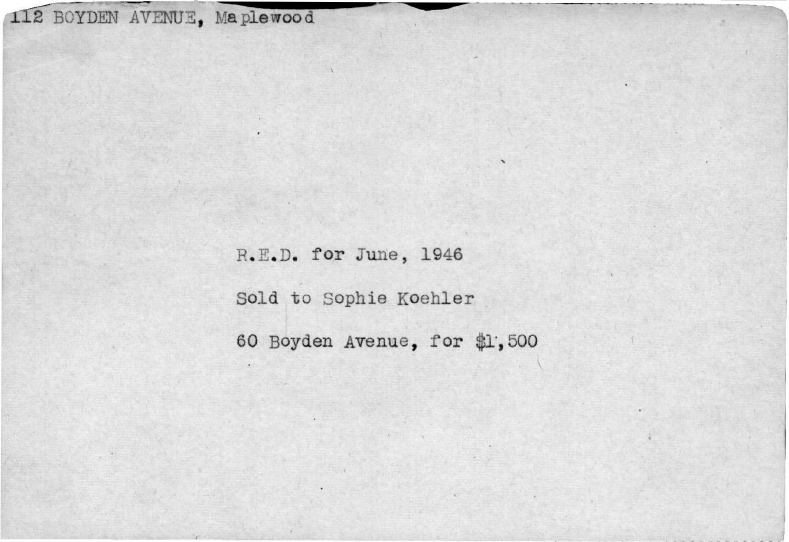 112 BOYDEN AVENUE, Maplewood
R.E.D. for June, 1946
Sold to Sophie Koehler
60 Boyden Avenue, for $1,500